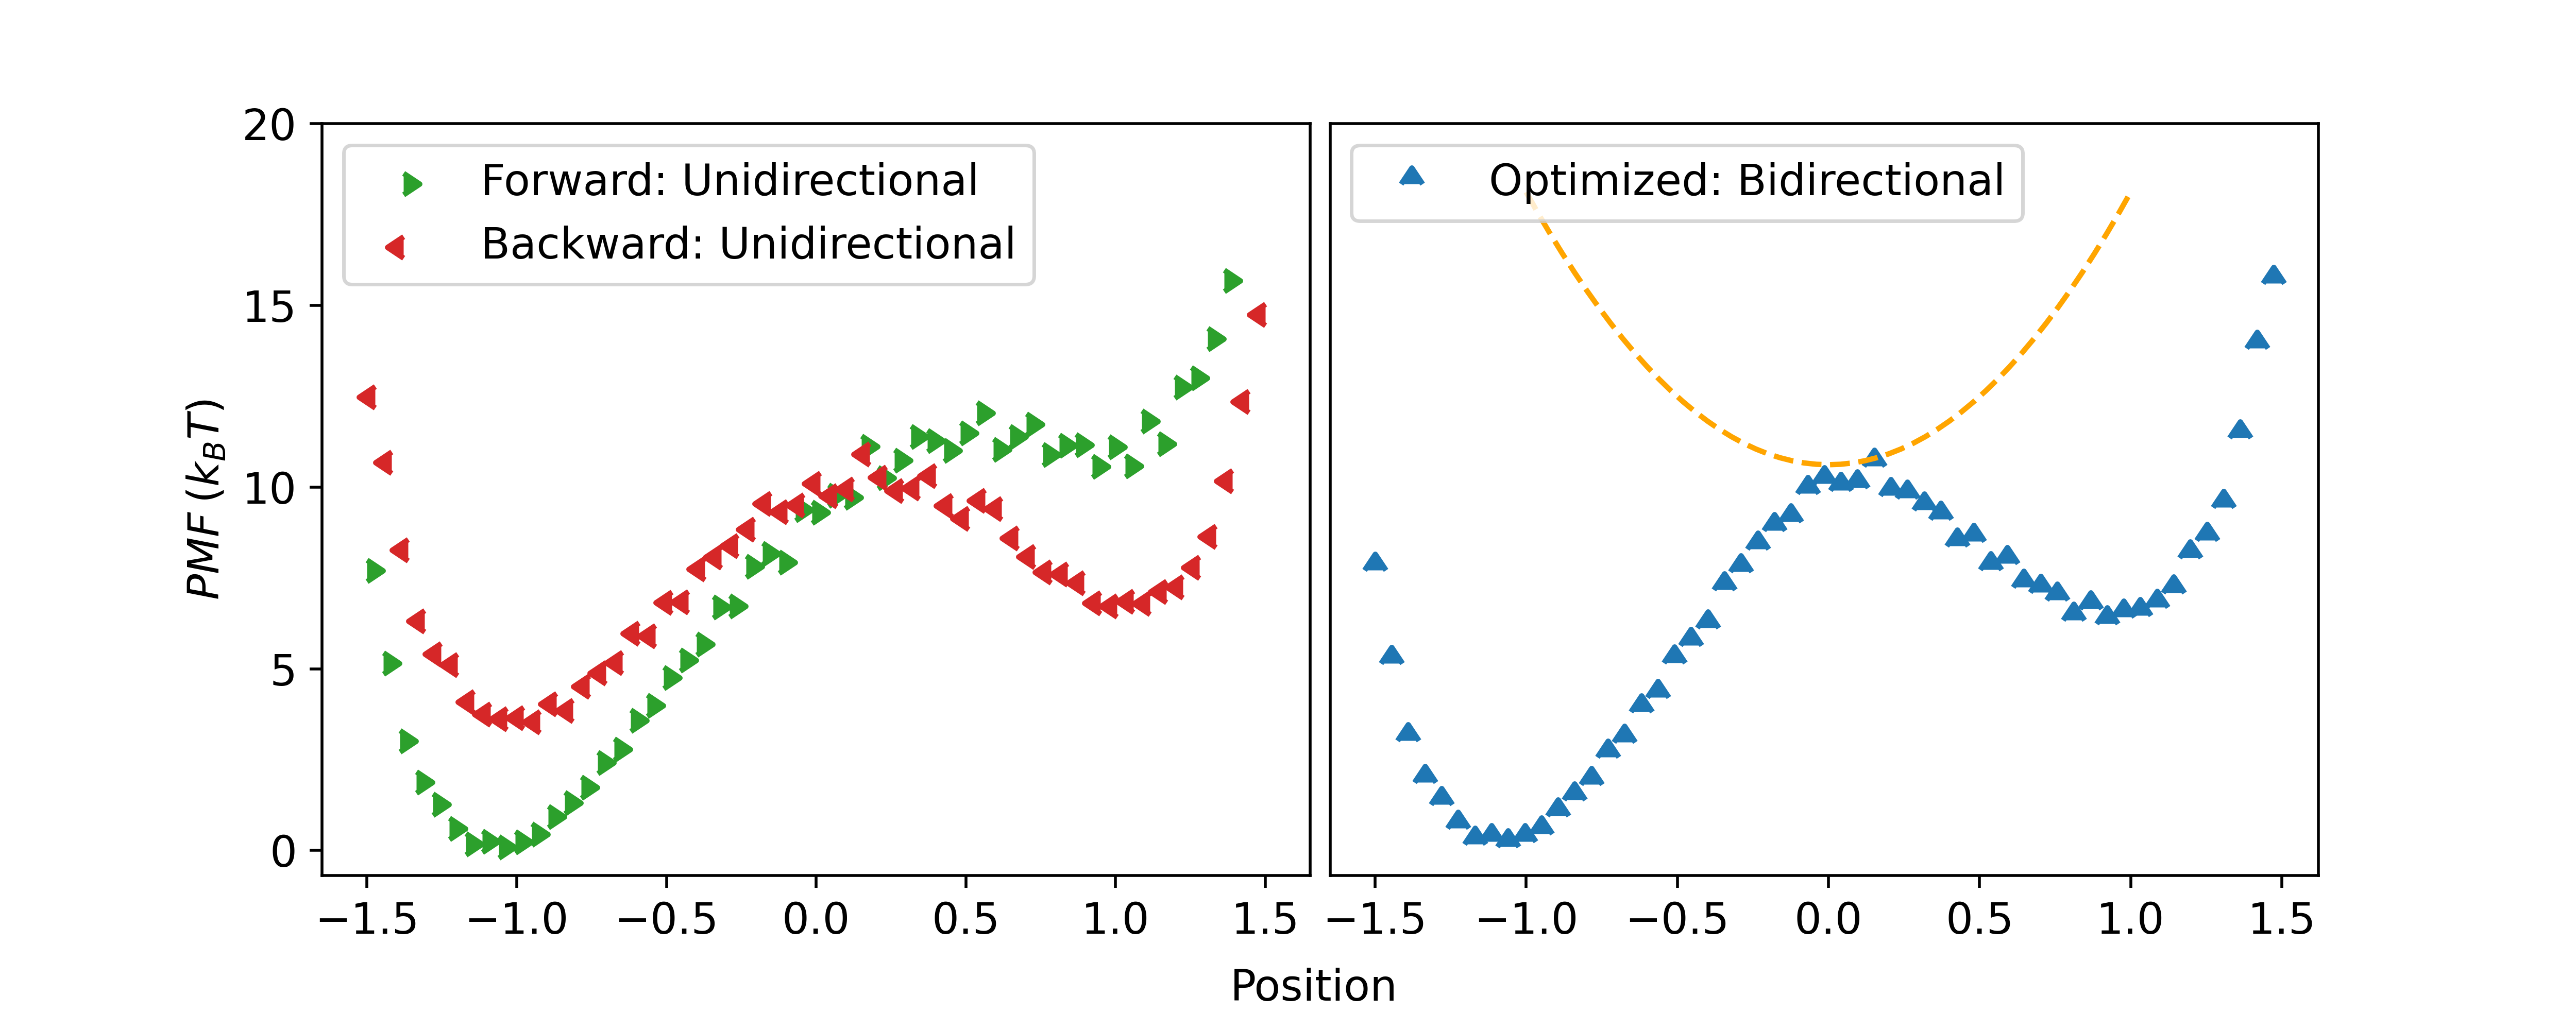 20
15
10
5
0
PMF (k_BT)
Forward: Unidirectional
Backward: Unidirectional
−1.5 −1.0 −0.5 0.0 0.5 1.0 1.5
Optimized: Bidirectional
−1.5 −1.0 −0.5 0.0 0.5 1.0 1.5
Position